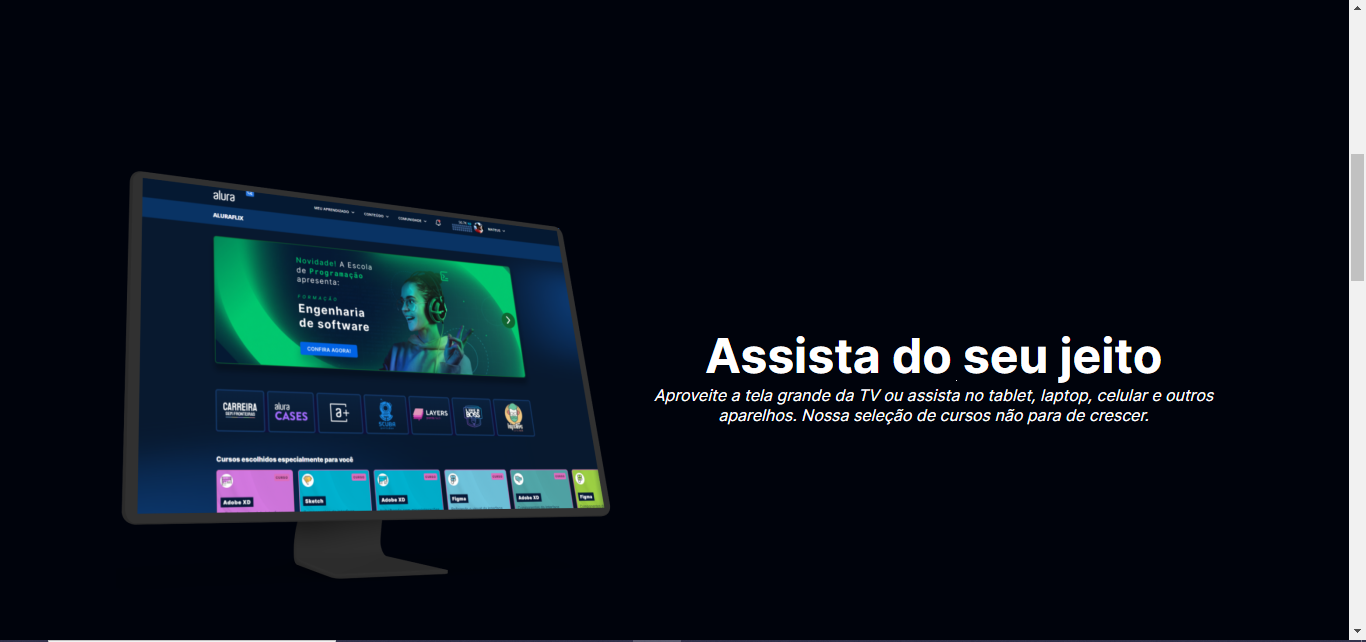 alura
MEU APRENDIZADO
CONTEÚDO
COMUNIDADE
ALURAFLIX
Novidade! A Escola
de Programação
apresenta:
FORMAÇÃO
Engenharia
de software
CONFIRA AGORA!
CARREIRA
SEM FRONTEIRAS
alura
CASES
a+
SCUBA
LAYERS
Cursos escolhidos especialmente para você
Adobe XD
Sketch
Adobe XD
Figma
Adobe XD
Figma
Assista do seu jeito
Aproveite a tela grande da TV ou assista no tablet, laptop, celular e outros
aparelhos. Nossa seleção de cursos não para de crescer.